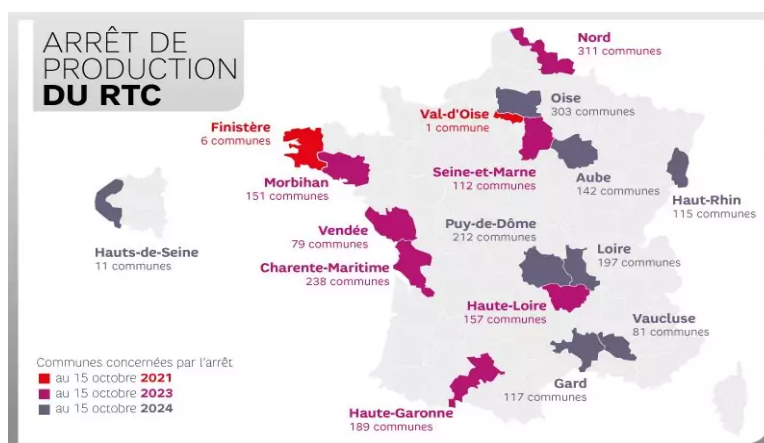 ARRÊT DE
PRODUCTION
DU RTC
Nord
311 communes
Oise
303 communes
Val-d'Oise
1 commune
Finistère
6 communes
Morbihan
151 communes
Seine-et-Marne
112 communes
Aube
142 communes
Haut-Rhin
115 communes
Hauts-de-Seine
11 communes
Vendée
79 communes
Puy-de-Dôme
212 communes
Loire
197 communes
Charente-Maritime
238 communes
Haute-Loire
157 communes
Vaucluse
81 communes
Gard
117 communes
Haute-Garonne
189 communes
Communes concernées par l'arrêt
au 15 octobre 2021
au 15 octobre 2023
au 15 octobre 2024